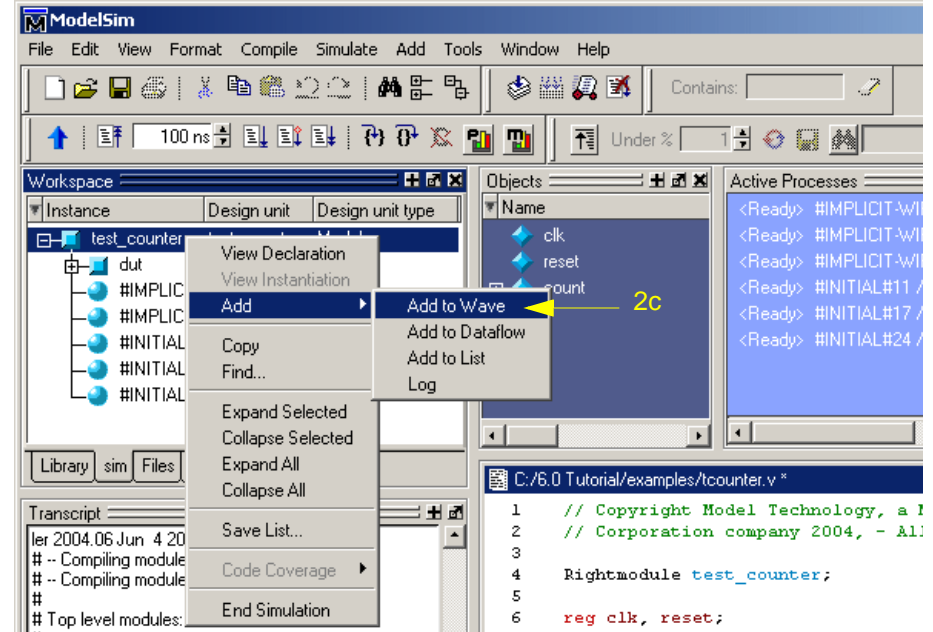 ModelSim
File Edit View Format Compile Simulate Add Tools Window Help
Contains:
100 ns
Under % 1
Workspace
Instance Design unit Design unit type
test_counter
dut
#IMPLIC
#IMPLIC
#INITIAL
#INITIAL
#INITIAL
View Declaration
View Instantiation
Add
Copy
Find...
Expand Selected
Collapse Selected
Expand All
Collapse All
Save List...
Code Coverage
End Simulation
Add to Wave
Add to Dataflow
Add to List
Log
2c
Objects
Name
clk
reset
count
Active Processes
<Ready> #IMPLICIT-WI
<Ready> #IMPLICIT-WI
<Ready> #IMPLICIT-WI
<Ready> #INITIAL#11 /
<Ready> #INITIAL#17 /
<Ready> #INITIAL#24 /
Library sim Files
Transcript
ler 2004.06 Jun 4 20
# -- Compiling module
# -- Compiling module
#
# Top level modules:
C:/6.0 Tutorial/examples/tcounter.v *
1 // Copyright Model Technology, a M
2 // Corporation company 2004, - All
3
4 Rightmodule test_counter;
5
6 reg clk, reset;